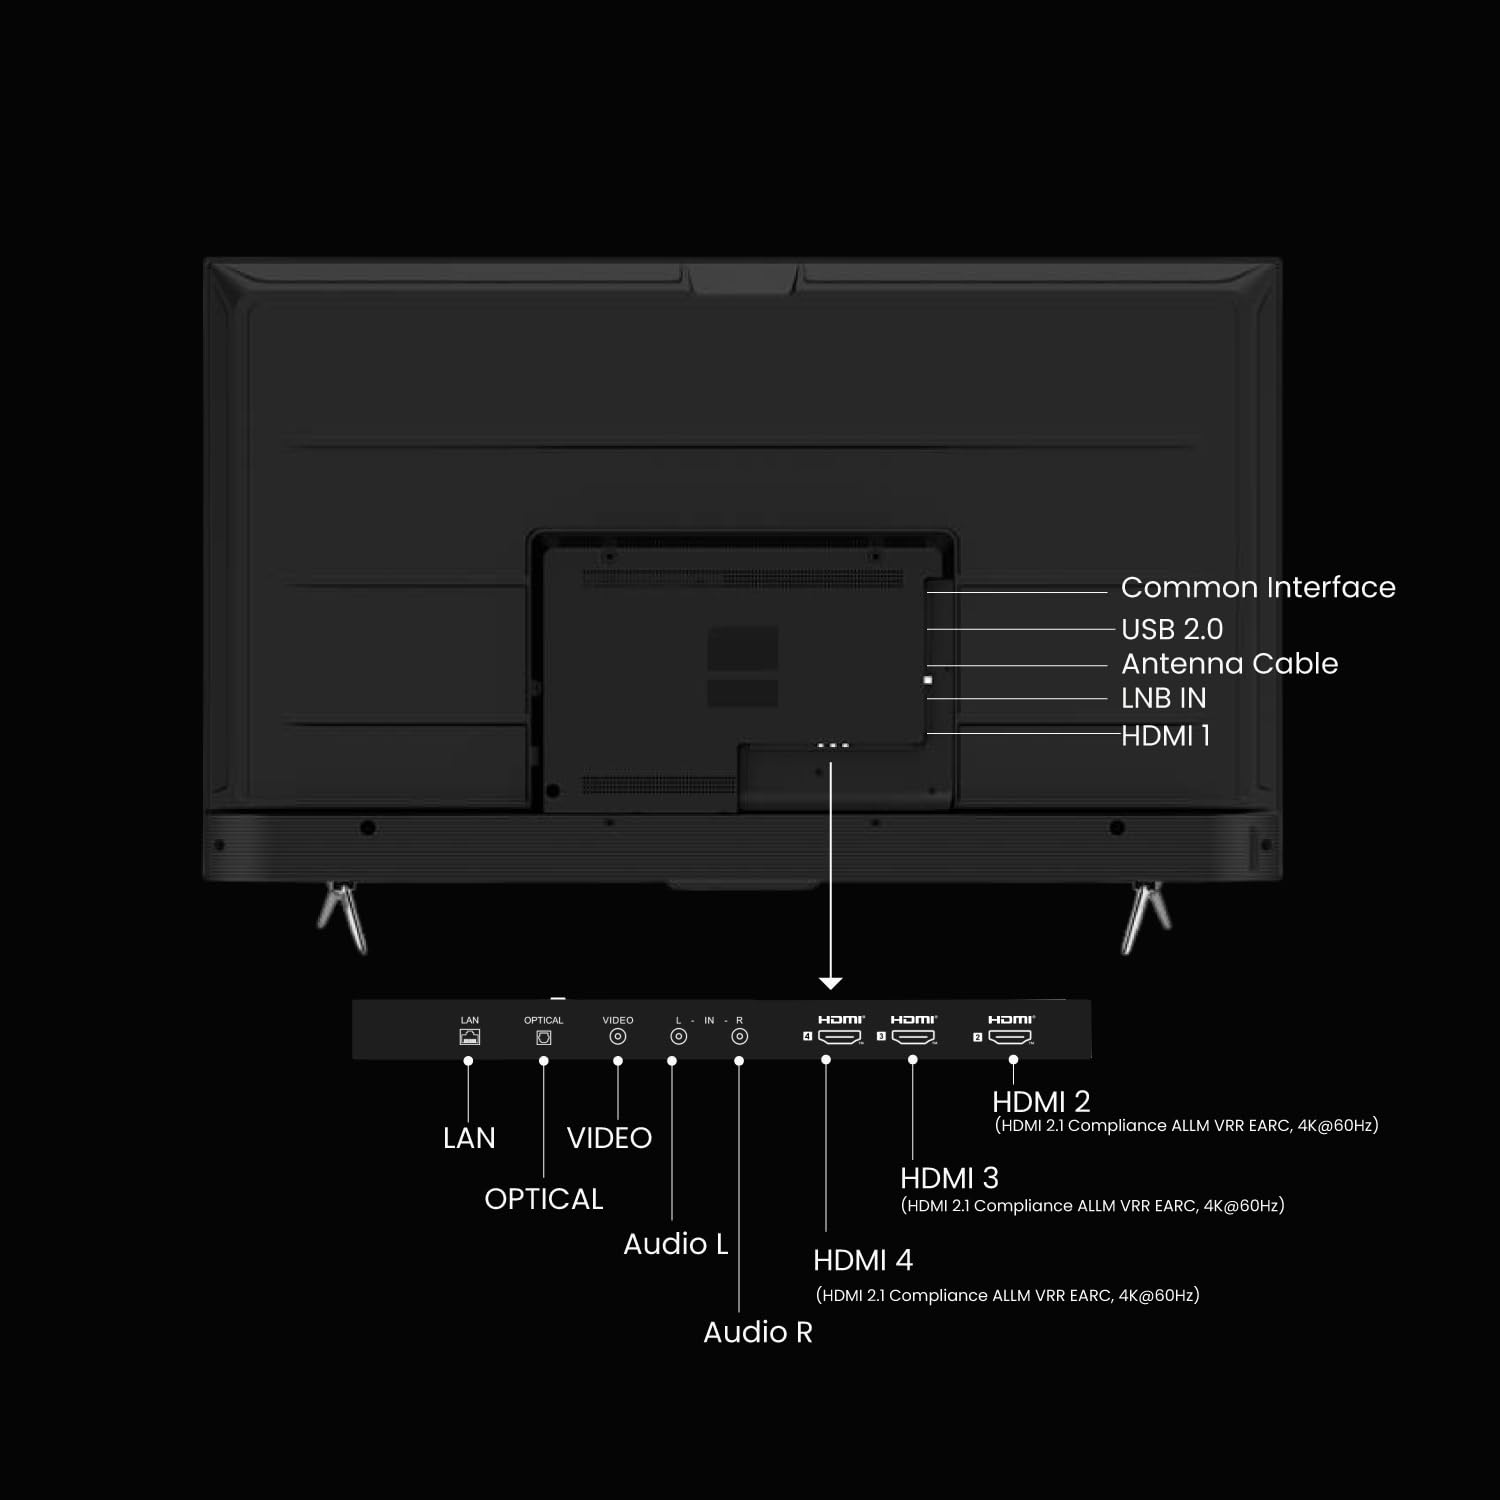 Common Interface
USB 2.0
Antenna Cable
LNB IN
HDMI 1
LAN OPTICAL VIDEO L - IN - R HDMI HDMI HDMI
4 3 2
HDMI 2
(HDMI 2.1 Compliance ALLM VRR EARC, 4K@60Hz)
LAN VIDEO
HDMI 3
(HDMI 2.1 Compliance ALLM VRR EARC, 4K@60Hz)
OPTICAL
Audio L
HDMI 4
(HDMI 2.1 Compliance ALLM VRR EARC, 4K@60Hz)
Audio R